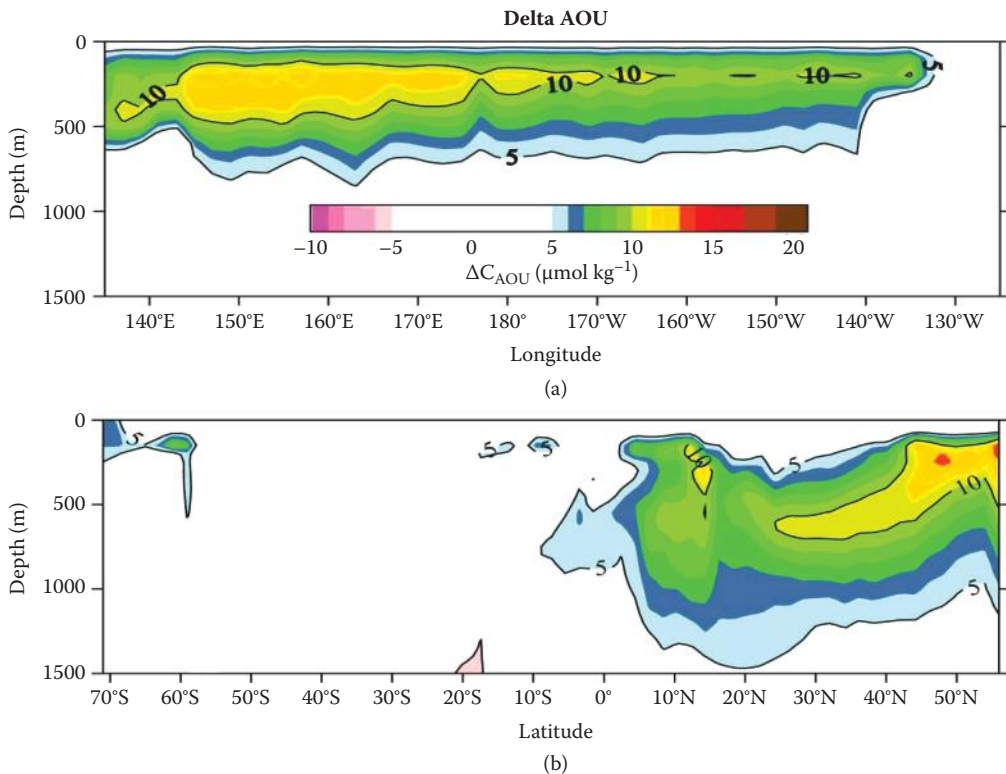 Delta AOU
0
500
1000
1500
Depth (m)
10
10
10
10
5
5
−10
−5
0
5
10
15
20
ΔC_AOU (μmol kg⁻¹)
140°E
150°E
160°E
170°E
180°
170°W
160°W
150°W
140°W
130°W
Longitude
(a)
0
500
1000
1500
Depth (m)
5
5
5
10
5
10
5
5
70°S
60°S
50°S
40°S
30°S
20°S
10°S
0°
10°N
20°N
30°N
40°N
50°N
Latitude
(b)